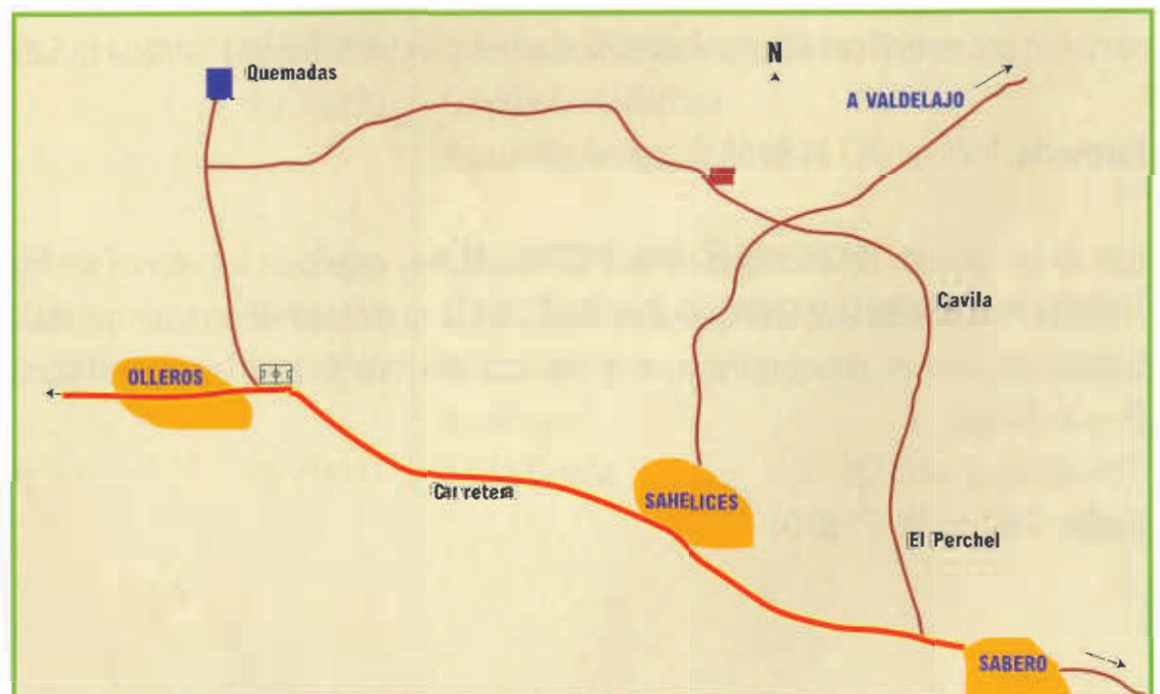 Quemadas
N
A VALDELAJO
Cavila
OLLEROS
Carretera
SAHELICES
El Perchel
SABERO